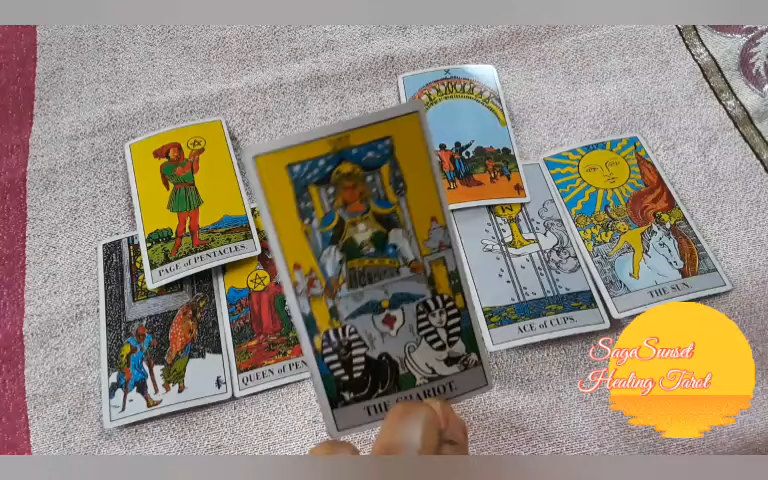 X
PAGE of PENTACLES.
QUEEN of PEN
THE CHARIOT.
ACE of CUPS.
THE SUN.
SageSunset
Healing Tarot